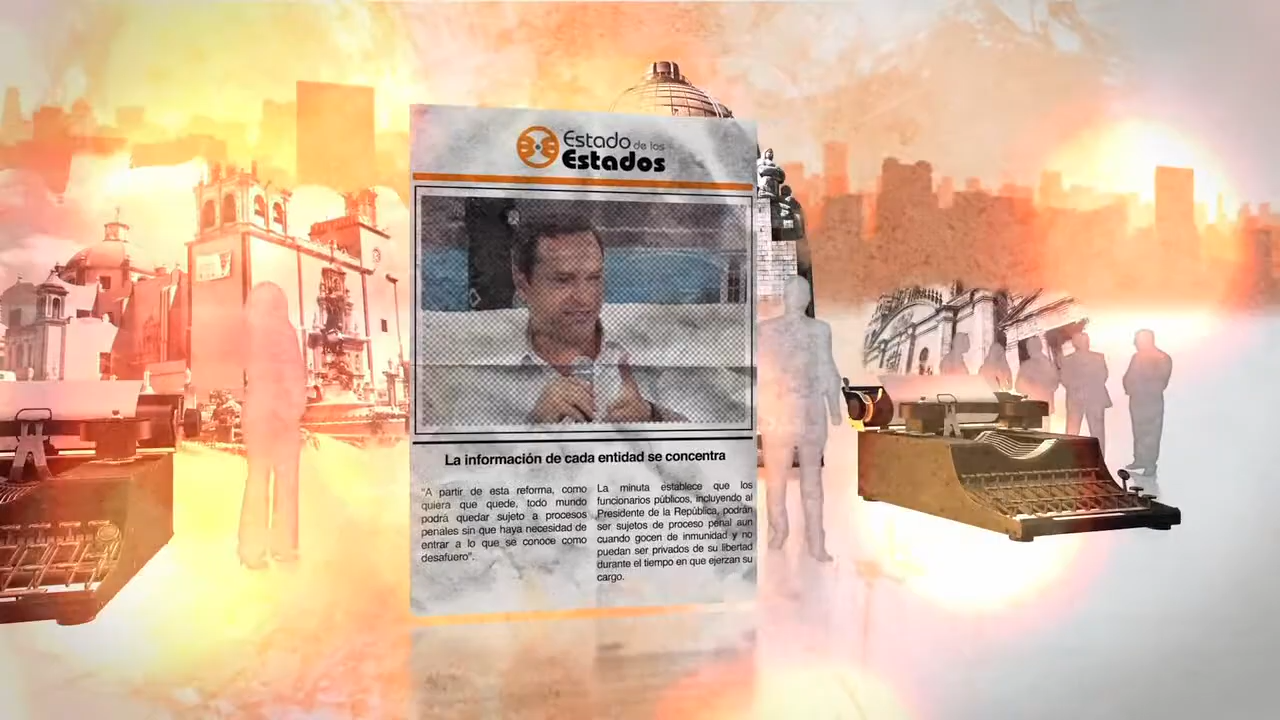 Estado de los
Estados
La información de cada entidad se concentra
"A partir de esta reforma, como
quiera que quede, todo mundo
podrá quedar sujeto a procesos
penales sin que haya necesidad de
entrar a lo que se conoce como
desafuero".
La minuta establece que los
funcionarios públicos, incluyendo al
Presidente de la República, podrán
ser sujetos de proceso penal aun
cuando gocen de inmunidad y no
puedan ser privados de su libertad
durante el tiempo en que ejerzan su
cargo.